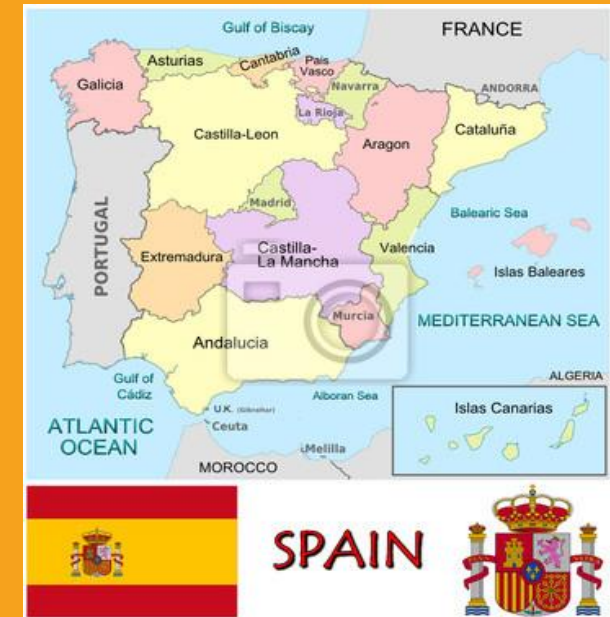 Gulf of Biscay
FRANCE
Asturias
Cantabria
País
Vasco
Galicia
Navarra
ANDORRA
La Rioja
Castilla-Leon
Aragon
Cataluña
Madrid
Balearic Sea
PORTUGAL
Extremadura
Castilla-
La Mancha
Valencia
Islas Baleares
Murcia
MEDITERRANEAN SEA
Andalucia
Gulf of
Cádiz
Alboran Sea
ALGERIA
U.K. (Gibraltar)
Islas Canarias
ATLANTIC
OCEAN
Ceuta
Melilla
MOROCCO
SPAIN